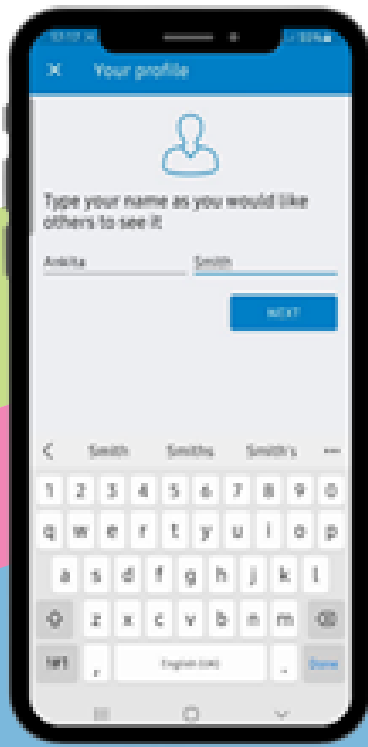 Your profile
Type your name as you would like
others to see it
Ankita Smith
NEXT
Smith Smiths Smith's
1 2 3 4 5 6 7 8 9 0
q w e r t y u i o p
a s d f g h j k l
z x c v b n m
!#1 , English (UK) . Done